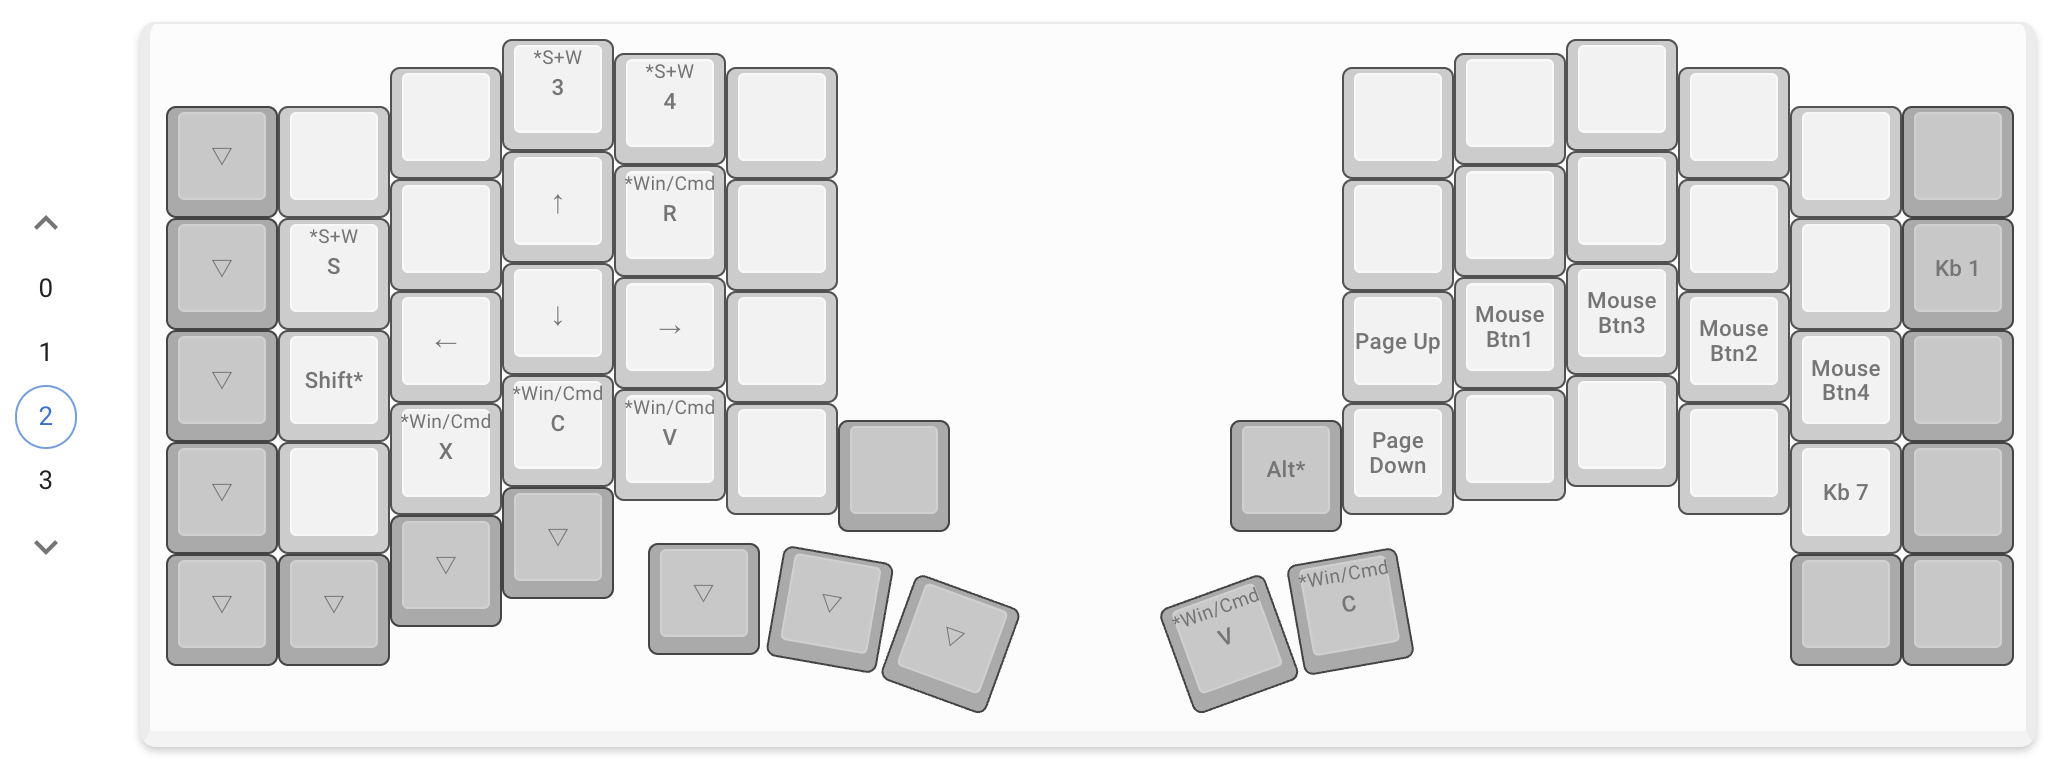 0
1
2
3
*S+W
3
*S+W
4
▽
▽
*S+W
S
↑
*Win/Cmd
R
Kb 1
▽
Shift*
←
↓
→
Page Up
Mouse
Btn1
Mouse
Btn3
Mouse
Btn2
Mouse
Btn4
▽
*Win/Cmd
X
*Win/Cmd
C
*Win/Cmd
V
Alt*
Page
Down
Kb 7
▽
▽
▽
▽
▽
▽
▽
*Win/Cmd
V
*Win/Cmd
C